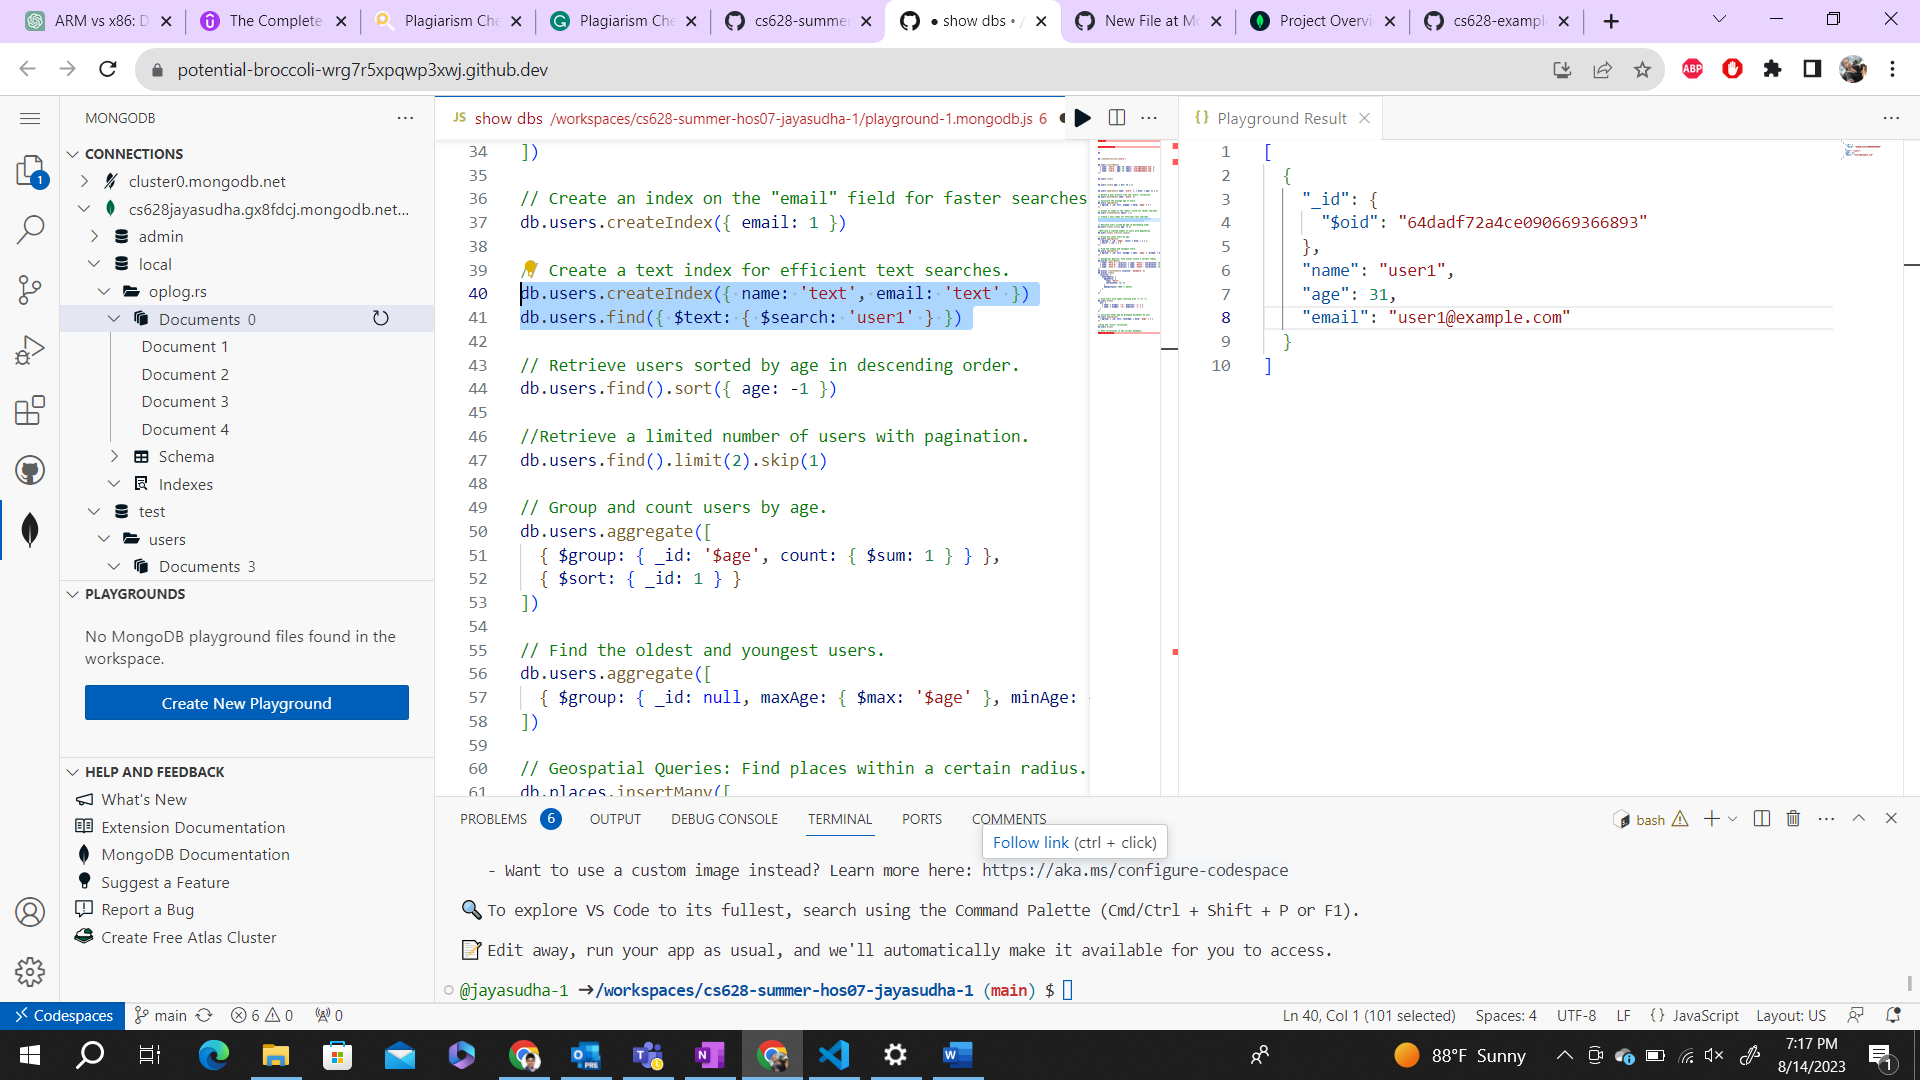 ARM vs x86: D
The Complete
Plagiarism Che
Plagiarism Che
cs628-summer
● show dbs • /
New File at Mo
Project Overvi
cs628-example
potential-broccoli-wrg7r5xpqwp3xwj.github.dev
ABP
MONGODB
CONNECTIONS
cluster0.mongodb.net
cs628jayasudha.gx8fdcj.mongodb.net...
admin
local
oplog.rs
Documents 0
Document 1
Document 2
Document 3
Document 4
Schema
Indexes
test
users
Documents 3
PLAYGROUNDS
No MongoDB playground files found in the
workspace.
Create New Playground
HELP AND FEEDBACK
What's New
Extension Documentation
MongoDB Documentation
Suggest a Feature
Report a Bug
Create Free Atlas Cluster
1
JS show dbs /workspaces/cs628-summer-hos07-jayasudha-1/playground-1.mongodb.js 6 ●
34 ])
35
36 // Create an index on the "email" field for faster searches
37 db.users.createIndex({ email: 1 })
38
39 Create a text index for efficient text searches.
40 db.users.createIndex({ name: 'text', email: 'text' })
41 db.users.find({ $text: { $search: 'user1' } })
42
43 // Retrieve users sorted by age in descending order.
44 db.users.find().sort({ age: -1 })
45
46 //Retrieve a limited number of users with pagination.
47 db.users.find().limit(2).skip(1)
48
49 // Group and count users by age.
50 db.users.aggregate([
51 { $group: { _id: '$age', count: { $sum: 1 } } },
52 { $sort: { _id: 1 } }
53 ])
54
55 // Find the oldest and youngest users.
56 db.users.aggregate([
57 { $group: { _id: null, maxAge: { $max: '$age' }, minAge:
58 ])
59
60 // Geospatial Queries: Find places within a certain radius.
61 db.places.insertMany([
{} Playground Result
1 [
2 {
3 "_id": {
4 "$oid": "64dadf72a4ce090669366893"
5 },
6 "name": "user1",
7 "age": 31,
8 "email": "user1@example.com"
9 }
10 ]
PROBLEMS 6 OUTPUT DEBUG CONSOLE TERMINAL PORTS COMMENTS
bash
Follow link (ctrl + click)
- Want to use a custom image instead? Learn more here: https://aka.ms/configure-codespace
To explore VS Code to its fullest, search using the Command Palette (Cmd/Ctrl + Shift + P or F1).
Edit away, run your app as usual, and we'll automatically make it available for you to access.
@jayasudha-1 →/workspaces/cs628-summer-hos07-jayasudha-1 (main) $
Codespaces
main
6 0
0
Ln 40, Col 1 (101 selected)
Spaces: 4
UTF-8
LF
{} JavaScript
Layout: US
PRE
88°F Sunny
7:17 PM
8/14/2023
1